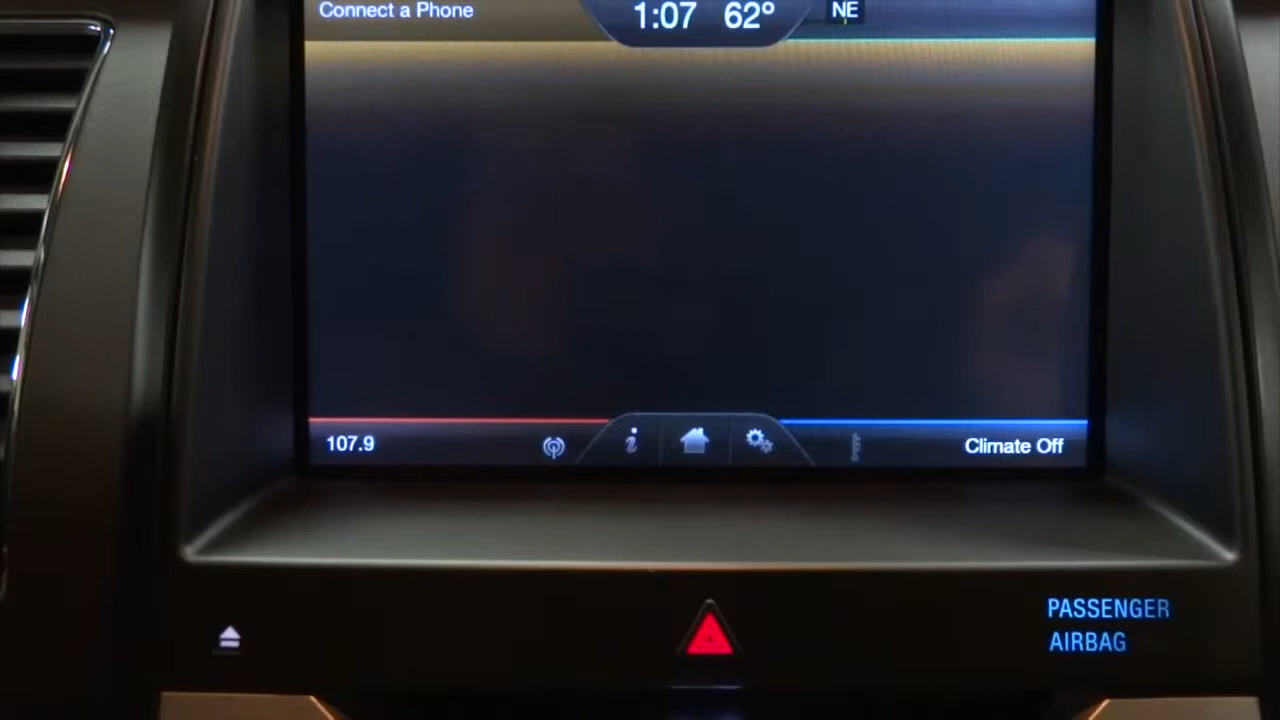 Connect a Phone
1:07 62° NE
107.9
i
Climate Off
PASSENGER
AIRBAG